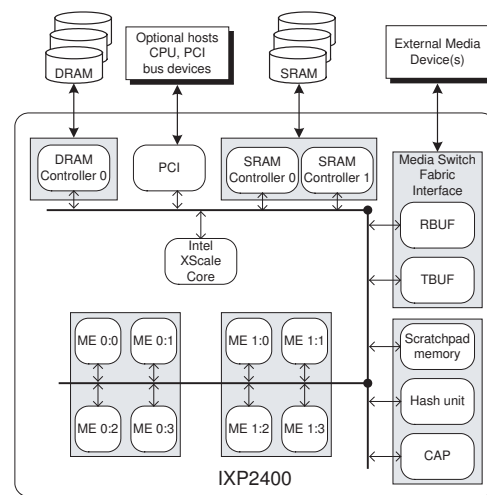 DRAM
Optional hosts
CPU, PCI
bus devices
SRAM
External Media
Device(s)
DRAM
Controller 0
PCI
SRAM
Controller 0
SRAM
Controller 1
Media Switch
Fabric
Interface
RBUF
TBUF
Intel
XScale
Core
ME 0:0
ME 0:1
ME 1:0
ME 1:1
ME 0:2
ME 0:3
ME 1:2
ME 1:3
Scratchpad
memory
Hash unit
CAP
IXP2400